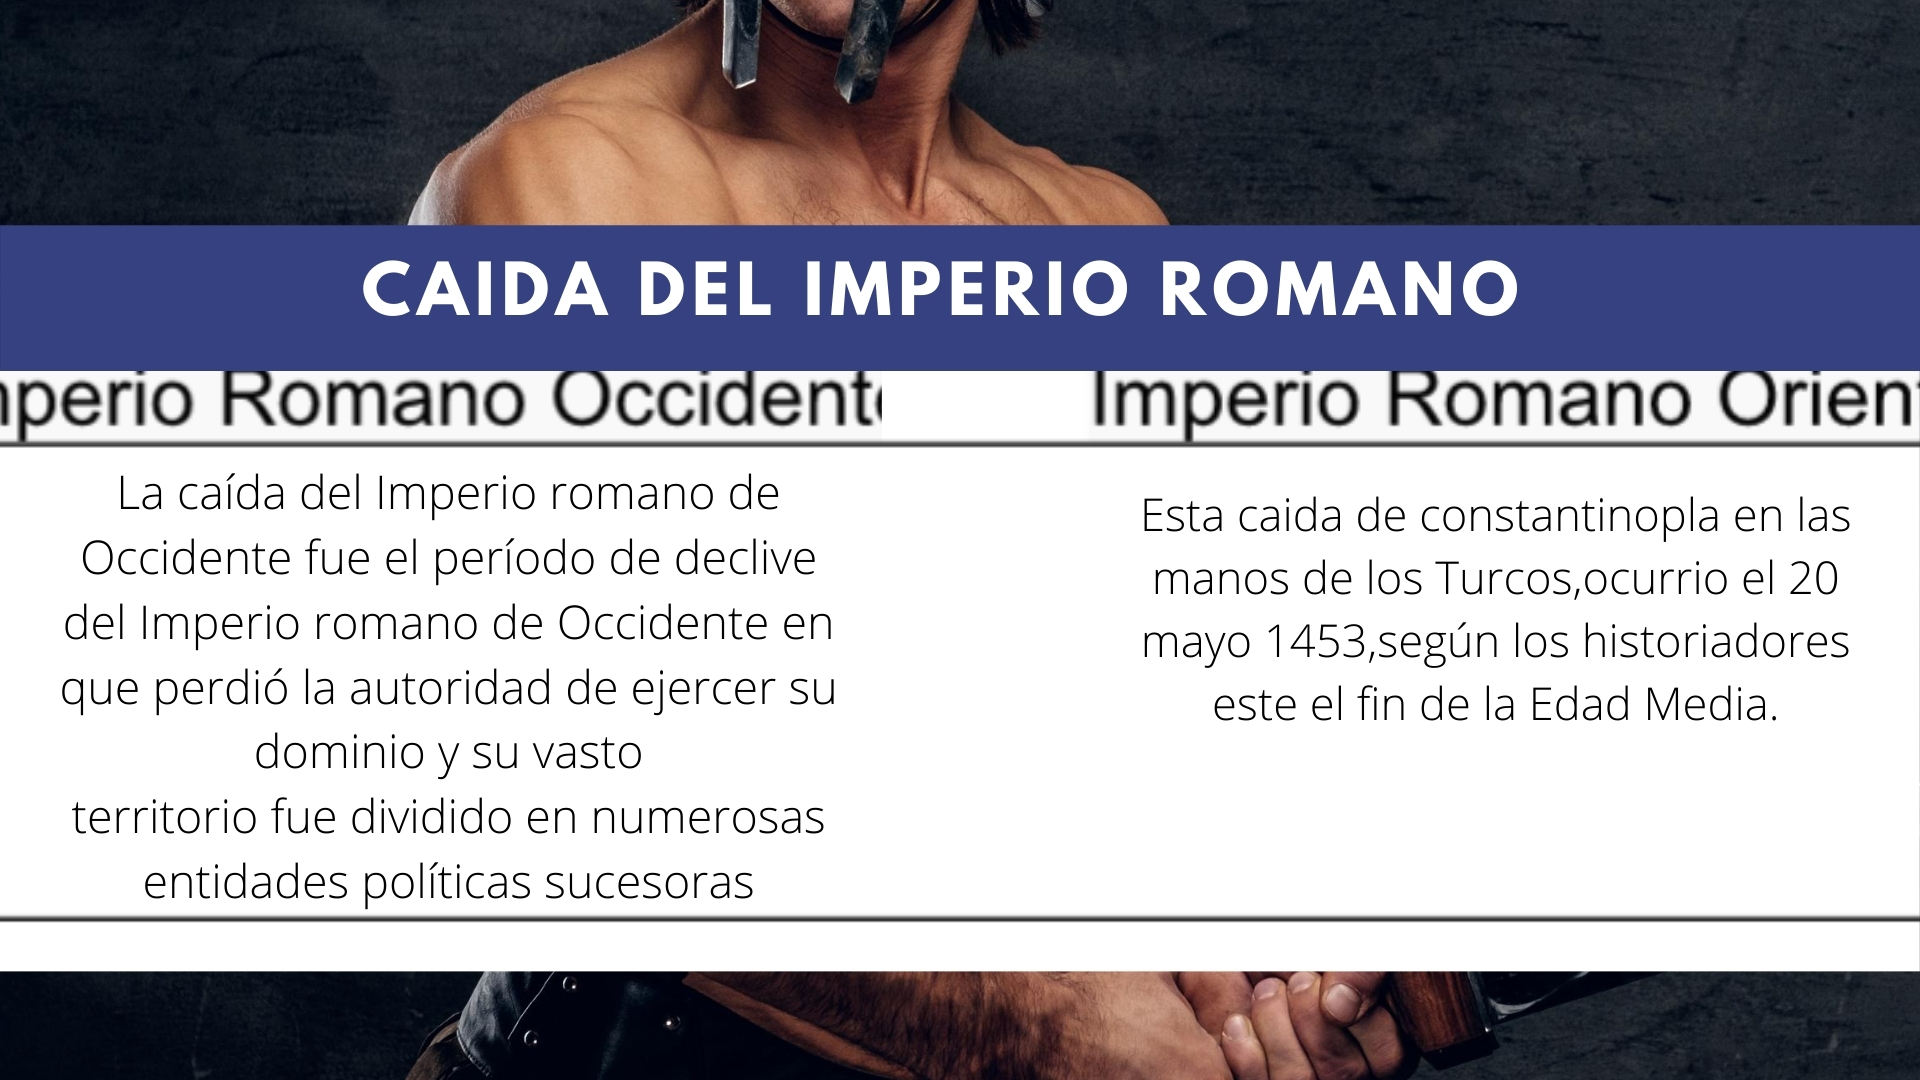 CAIDA DEL IMPERIO ROMANO
mperio Romano Occidente
Imperio Romano Orient
La caída del Imperio romano de
Occidente fue el período de declive
del Imperio romano de Occidente en
que perdió la autoridad de ejercer su
dominio y su vasto
territorio fue dividido en numerosas
entidades políticas sucesoras
Esta caida de constantinopla en las
manos de los Turcos,ocurrio el 20
mayo 1453,según los historiadores
este el fin de la Edad Media.